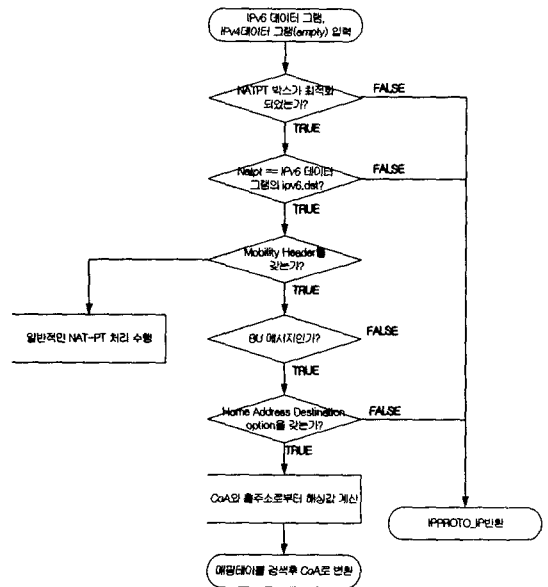 IPv6 데이터 그램,
IPv4데이터 그램(empty) 입력
NATPT 박스가 최적화
되었는가?
FALSE
TRUE
Natpt == IPv6 데이터
그램의 ipv6.dst?
FALSE
TRUE
Mobility Header를
갖는가?
TRUE
일반적인 NAT-PT 처리 수행
BU 메시지인가?
FALSE
TRUE
Home Address Destination
option을 갖는가?
FALSE
TRUE
CoA와 홈주소로부터 해싱값 계산
IPPROTO_IP반환
매핑테이블 검색후 CoA로 변환